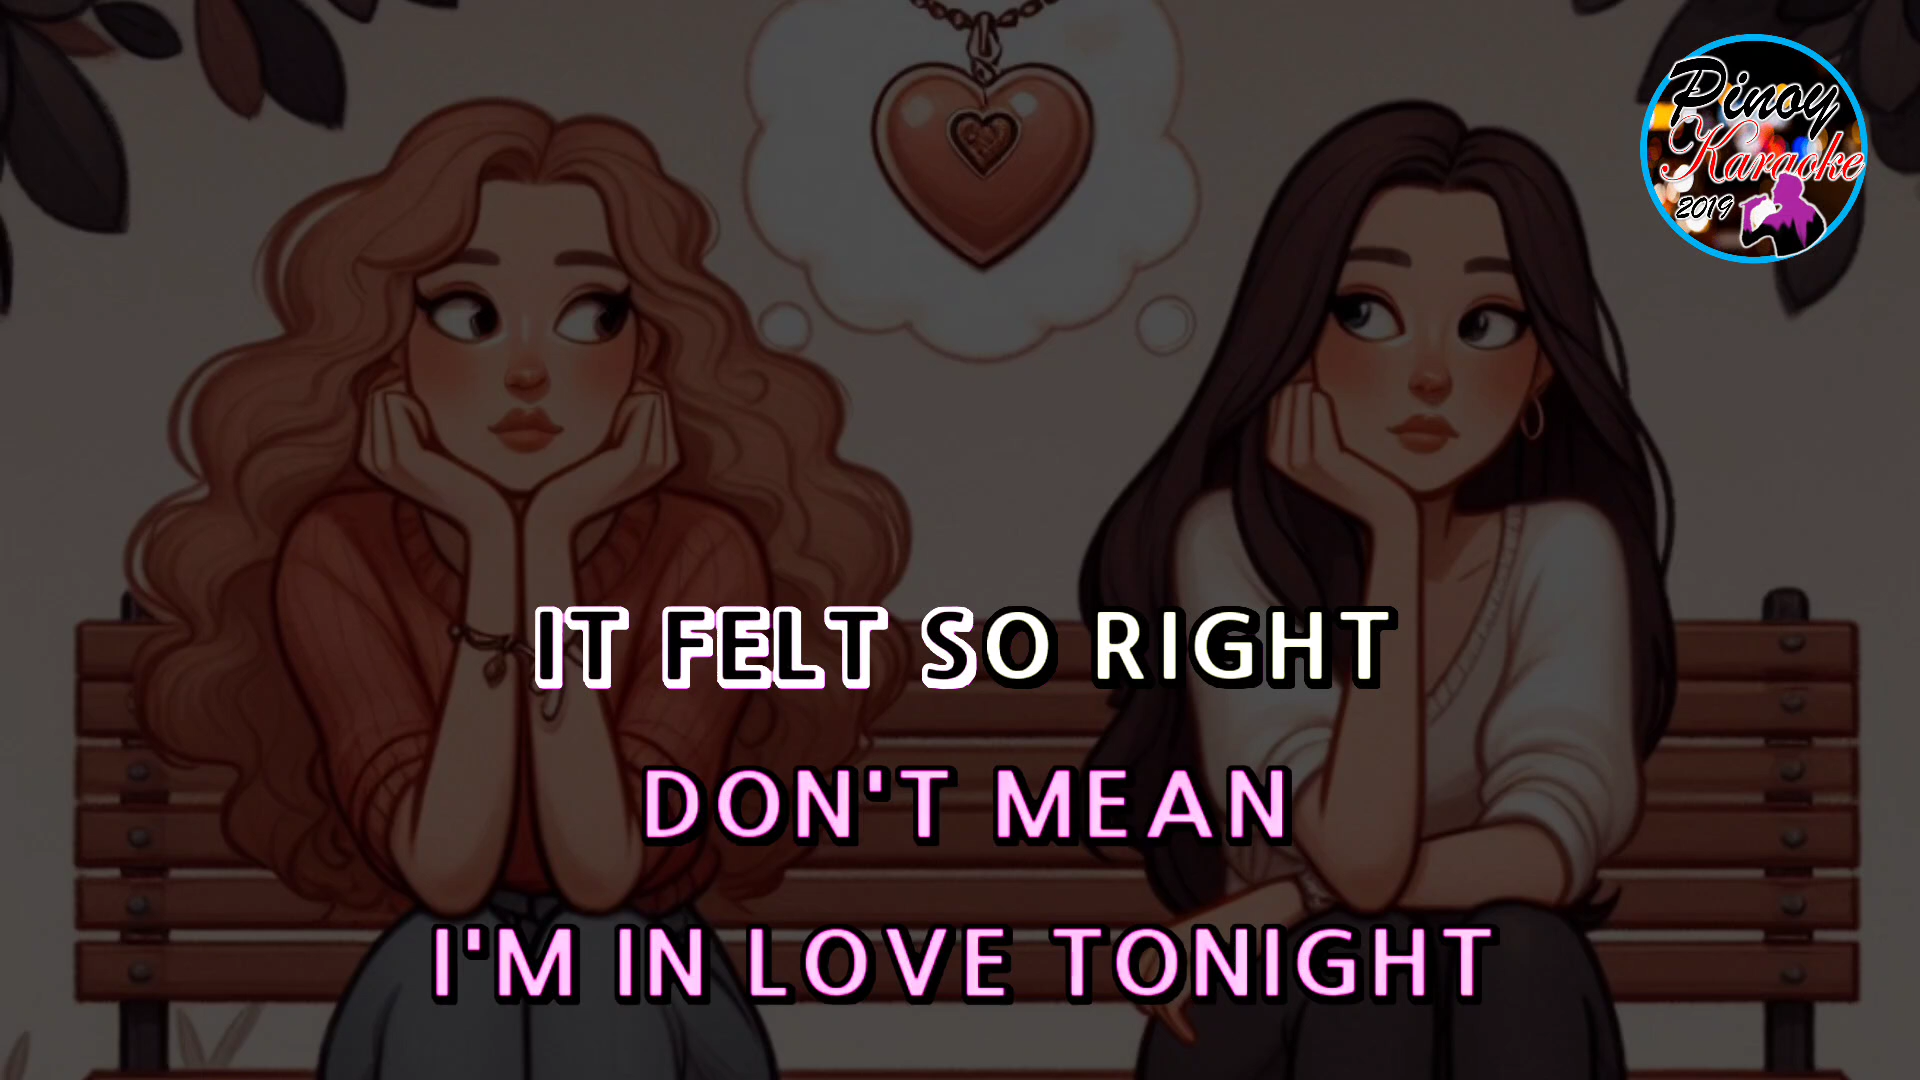 Pinoy
Karaoke
2019
IT FELT SO RIGHT
DON'T MEAN
I'M IN LOVE TONIGHT